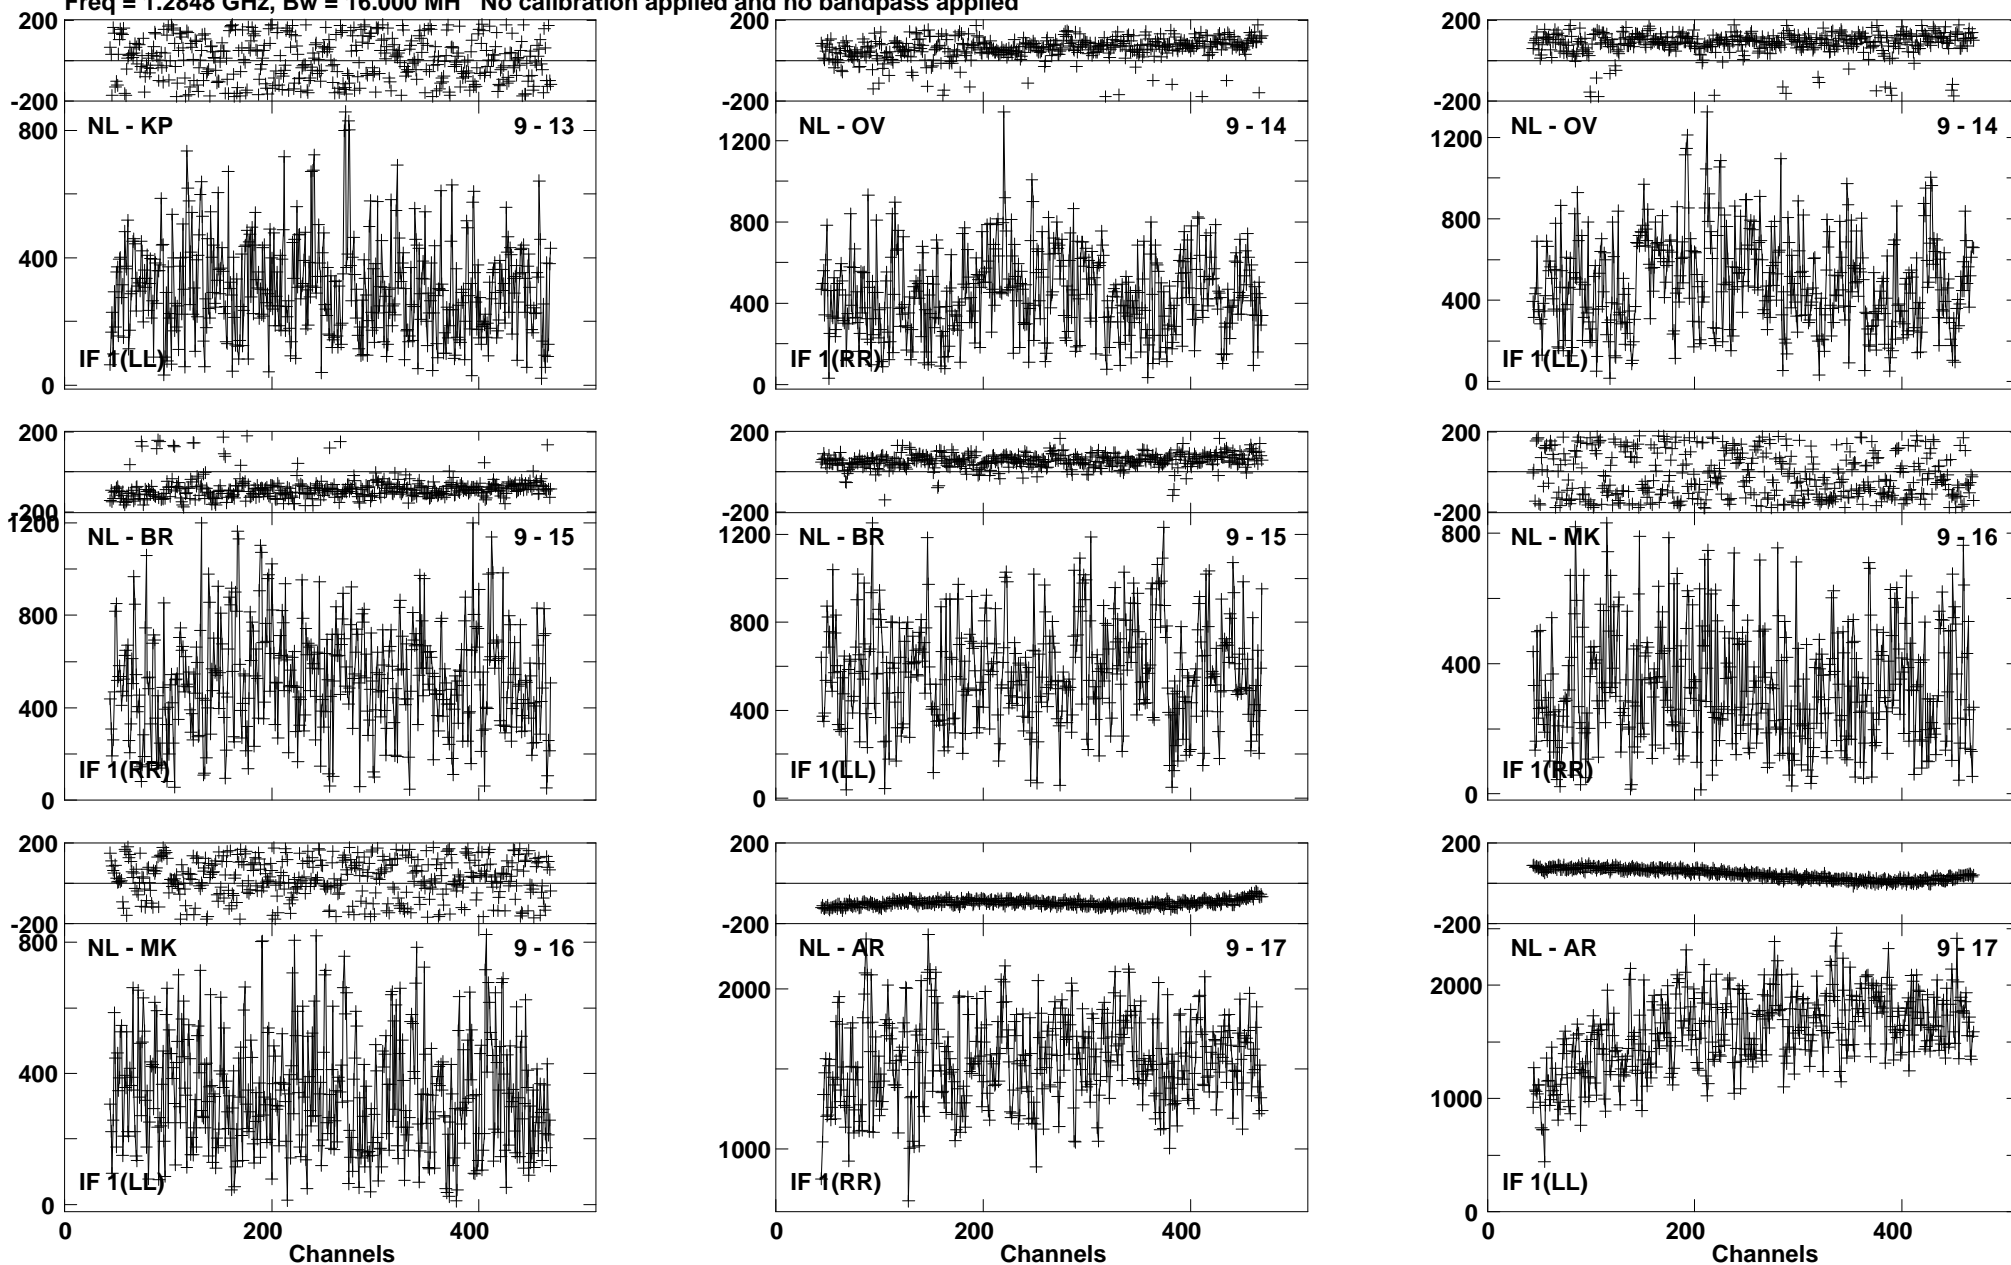 Freq = 1.2848 GHz, Bw = 16.000 MH No calibration applied and no bandpass applied
200
-200
NL - KP 9 - 13
800
400
0
IF 1(LL)
200
-200
NL - OV 9 - 14
1200
800
400
0
IF 1(RR)
200
-200
NL - OV 9 - 14
1200
800
400
0
IF 1(LL)
200
-200
1200
NL - BR 9 - 15
800
400
0
IF 1(RR)
200
-200
1200
NL - BR 9 - 15
800
400
0
IF 1(LL)
200
-200
800
NL - MK 9 - 16
400
0
IF 1(RR)
200
-200
800
NL - MK 9 - 16
400
0
IF 1(LL)
0 200 400
Channels
200
-200
NL - AR 9 - 17
2000
1000
IF 1(RR)
0 200 400
Channels
200
-200
NL - AR 9 - 17
2000
1000
0
IF 1(LL)
0 200 400
Channels